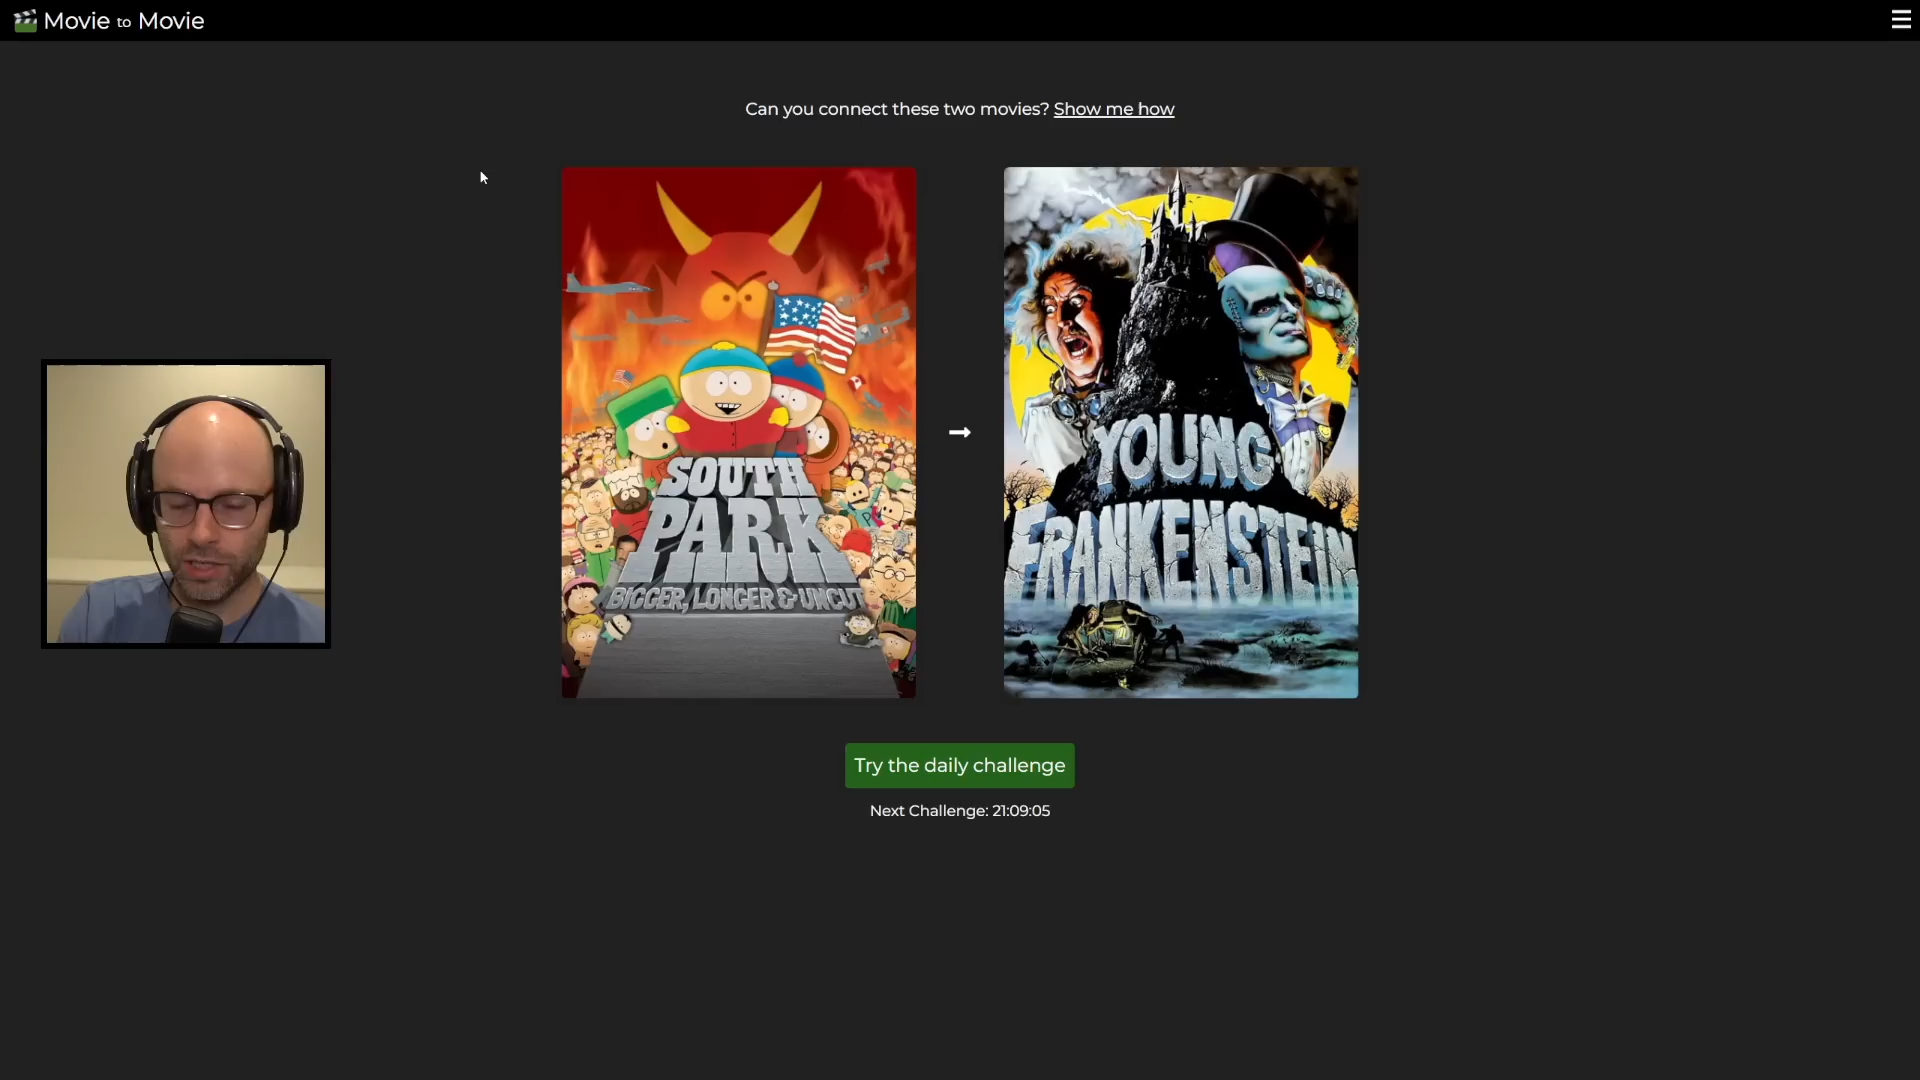 Movie to Movie
Can you connect these two movies? Show me how
SOUTH
PARK
BIGGER, LONGER & UNCUT
YOUNG
FRANKENSTEIN
Try the daily challenge
Next Challenge: 21:09:05